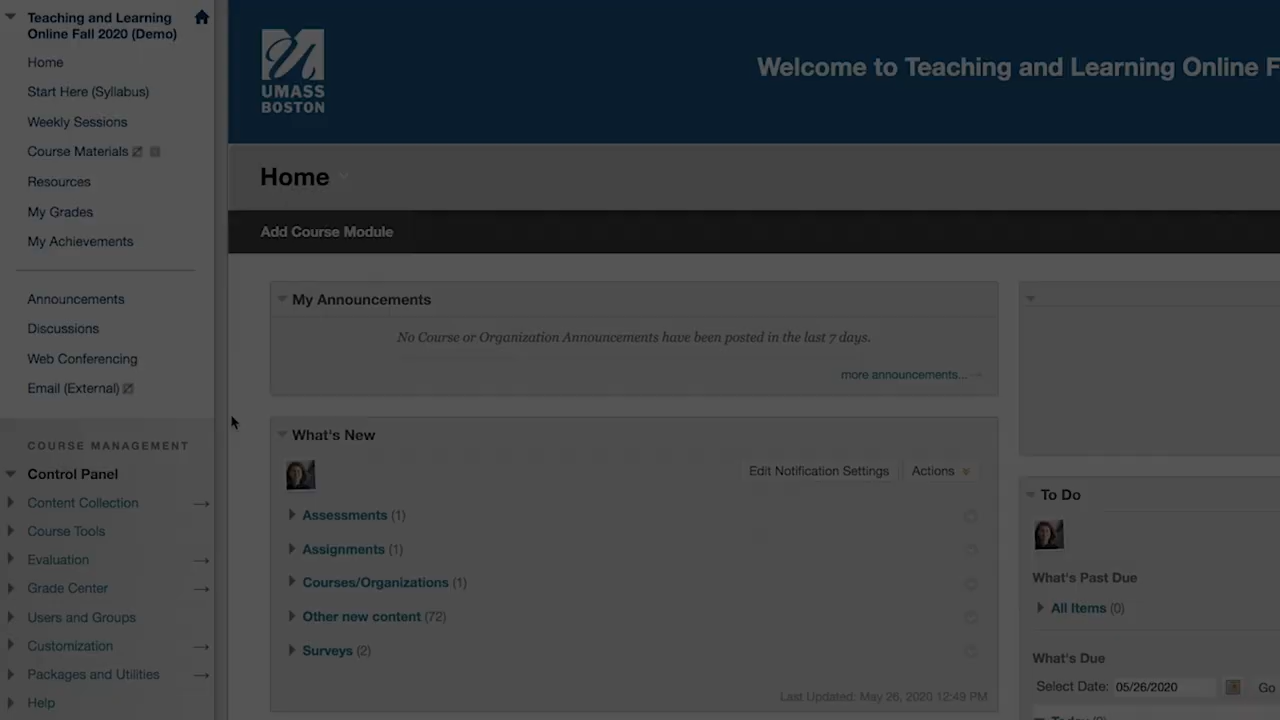 Teaching and Learning
Online Fall 2020 (Demo)
Home
Start Here (Syllabus)
Weekly Sessions
Course Materials
Resources
My Grades
My Achievements
Announcements
Discussions
Web Conferencing
Email (External)
COURSE MANAGEMENT
Control Panel
Content Collection
Course Tools
Evaluation
Grade Center
Users and Groups
Customization
Packages and Utilities
Help
UMASS
BOSTON
Welcome to Teaching and Learning Online F
Home
Add Course Module
My Announcements
No Course or Organization Announcements have been posted in the last 7 days.
more announcements...
What's New
Edit Notification Settings
Actions
Assessments (1)
Assignments (1)
Courses/Organizations (1)
Other new content (72)
Surveys (2)
Last Updated: May 26, 2020 12:49 PM
To Do
What's Past Due
All Items (0)
What's Due
Select Date: 05/26/2020 Go